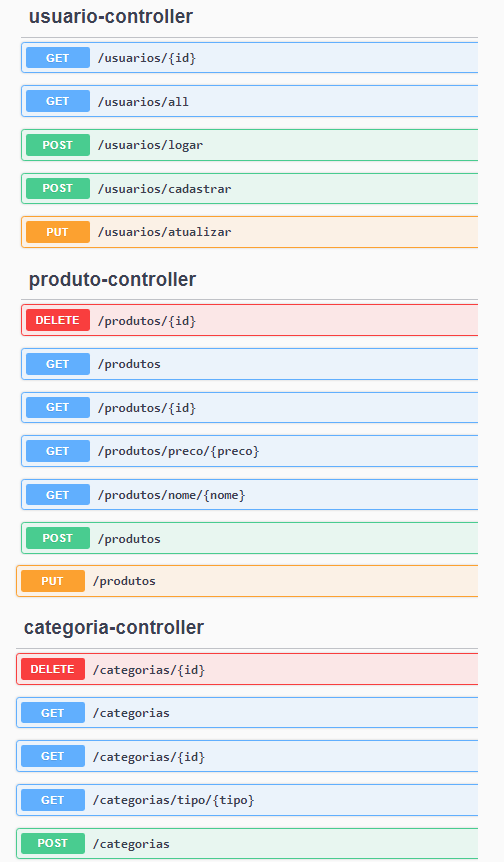 usuario-controller
GET /usuarios/{id}
GET /usuarios/all
POST /usuarios/logar
POST /usuarios/cadastrar
PUT /usuarios/atualizar
produto-controller
DELETE /produtos/{id}
GET /produtos
GET /produtos/{id}
GET /produtos/preco/{preco}
GET /produtos/nome/{nome}
POST /produtos
PUT /produtos
categoria-controller
DELETE /categorias/{id}
GET /categorias
GET /categorias/{id}
GET /categorias/tipo/{tipo}
POST /categorias